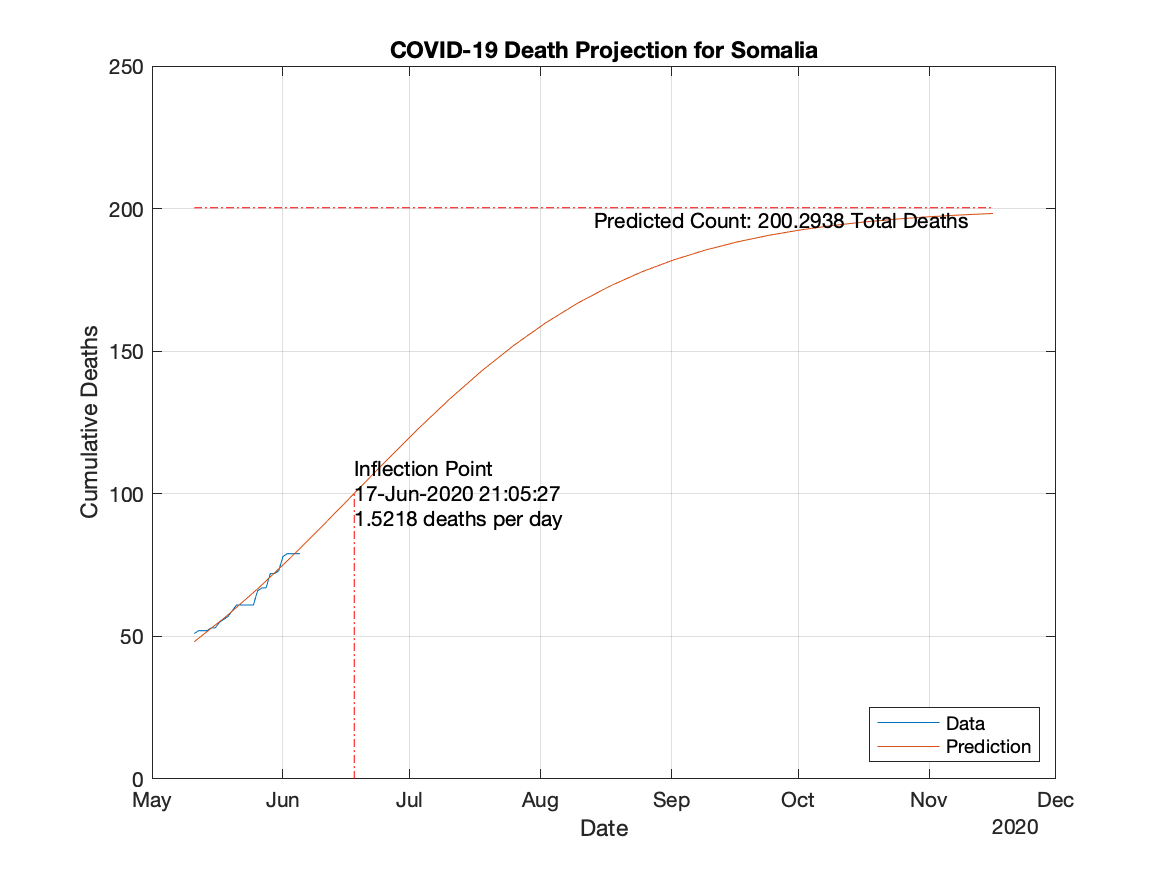 COVID-19 Death Projection for Somalia
250
200
150
100
50
0
Cumulative Deaths
Predicted Count: 200.2938 Total Deaths
Inflection Point
17-Jun-2020 21:05:27
1.5218 deaths per day
Data
Prediction
May Jun Jul Aug Sep Oct Nov Dec
Date
2020